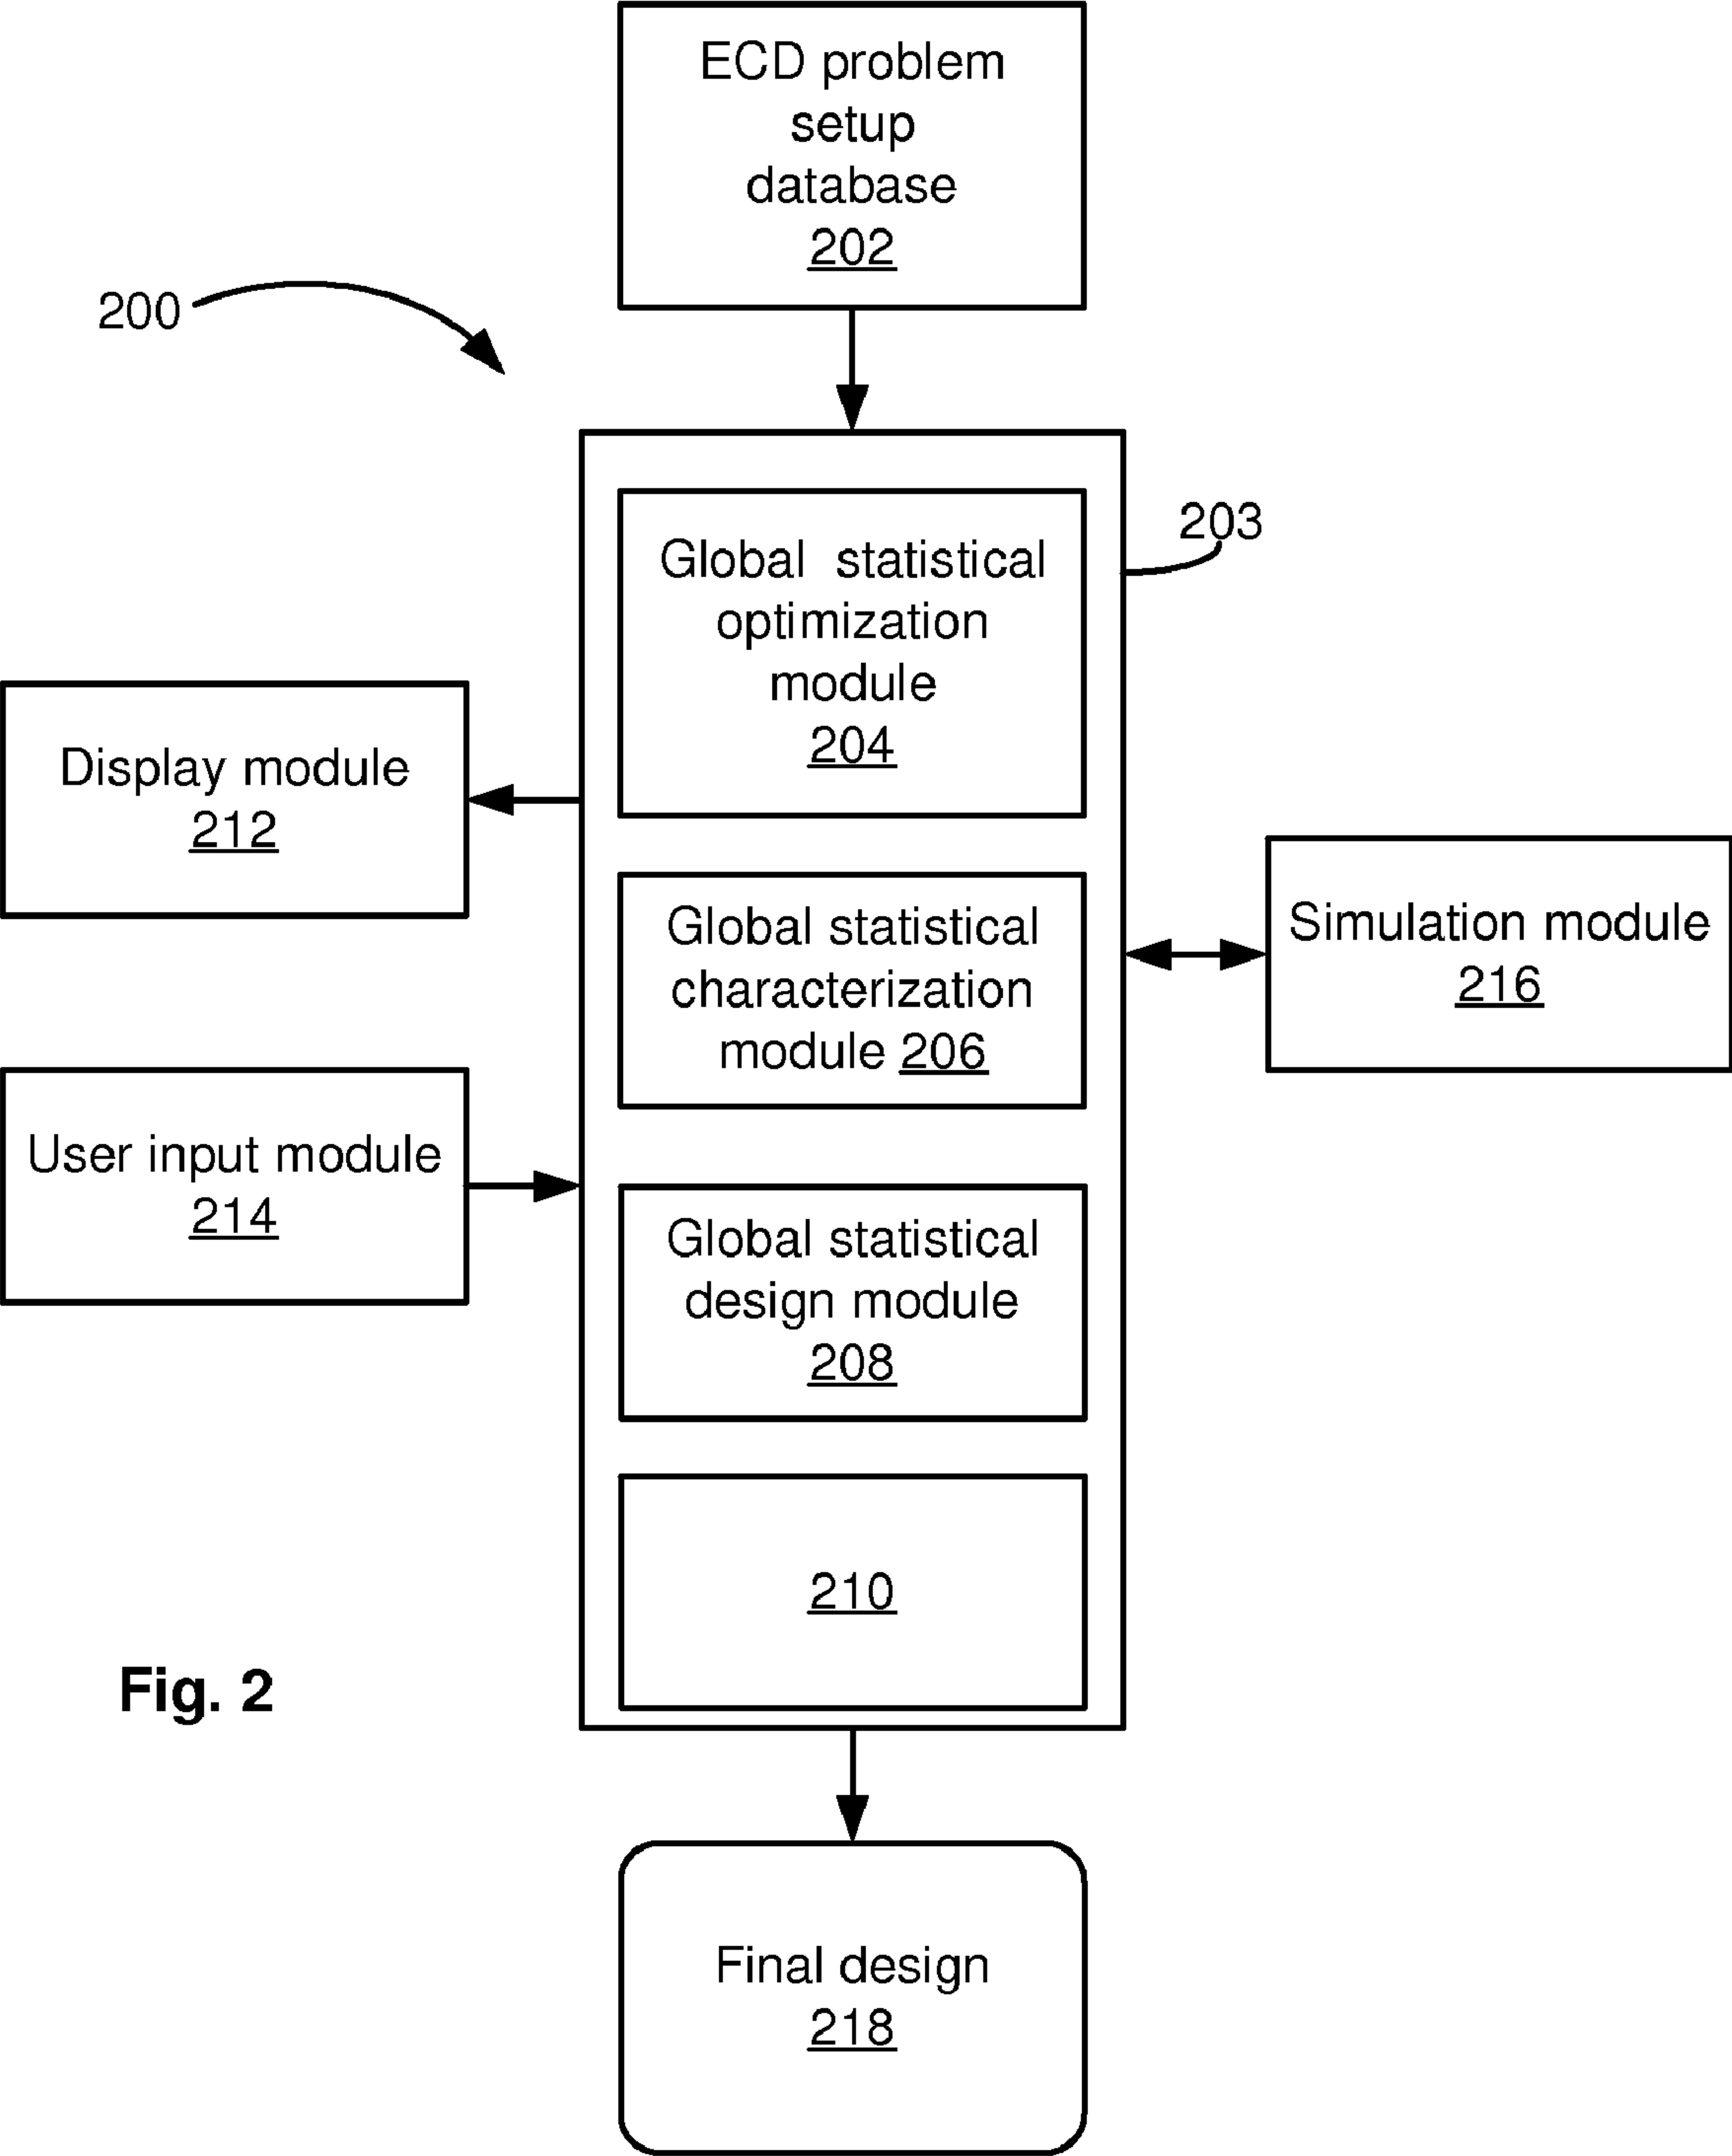 ECD problem
setup
database
202
200
203
Global statistical
optimization
module
204
Display module
212
Global statistical
characterization
module 206
Simulation module
216
User input module
214
Global statistical
design module
208
210
Fig. 2
Final design
218